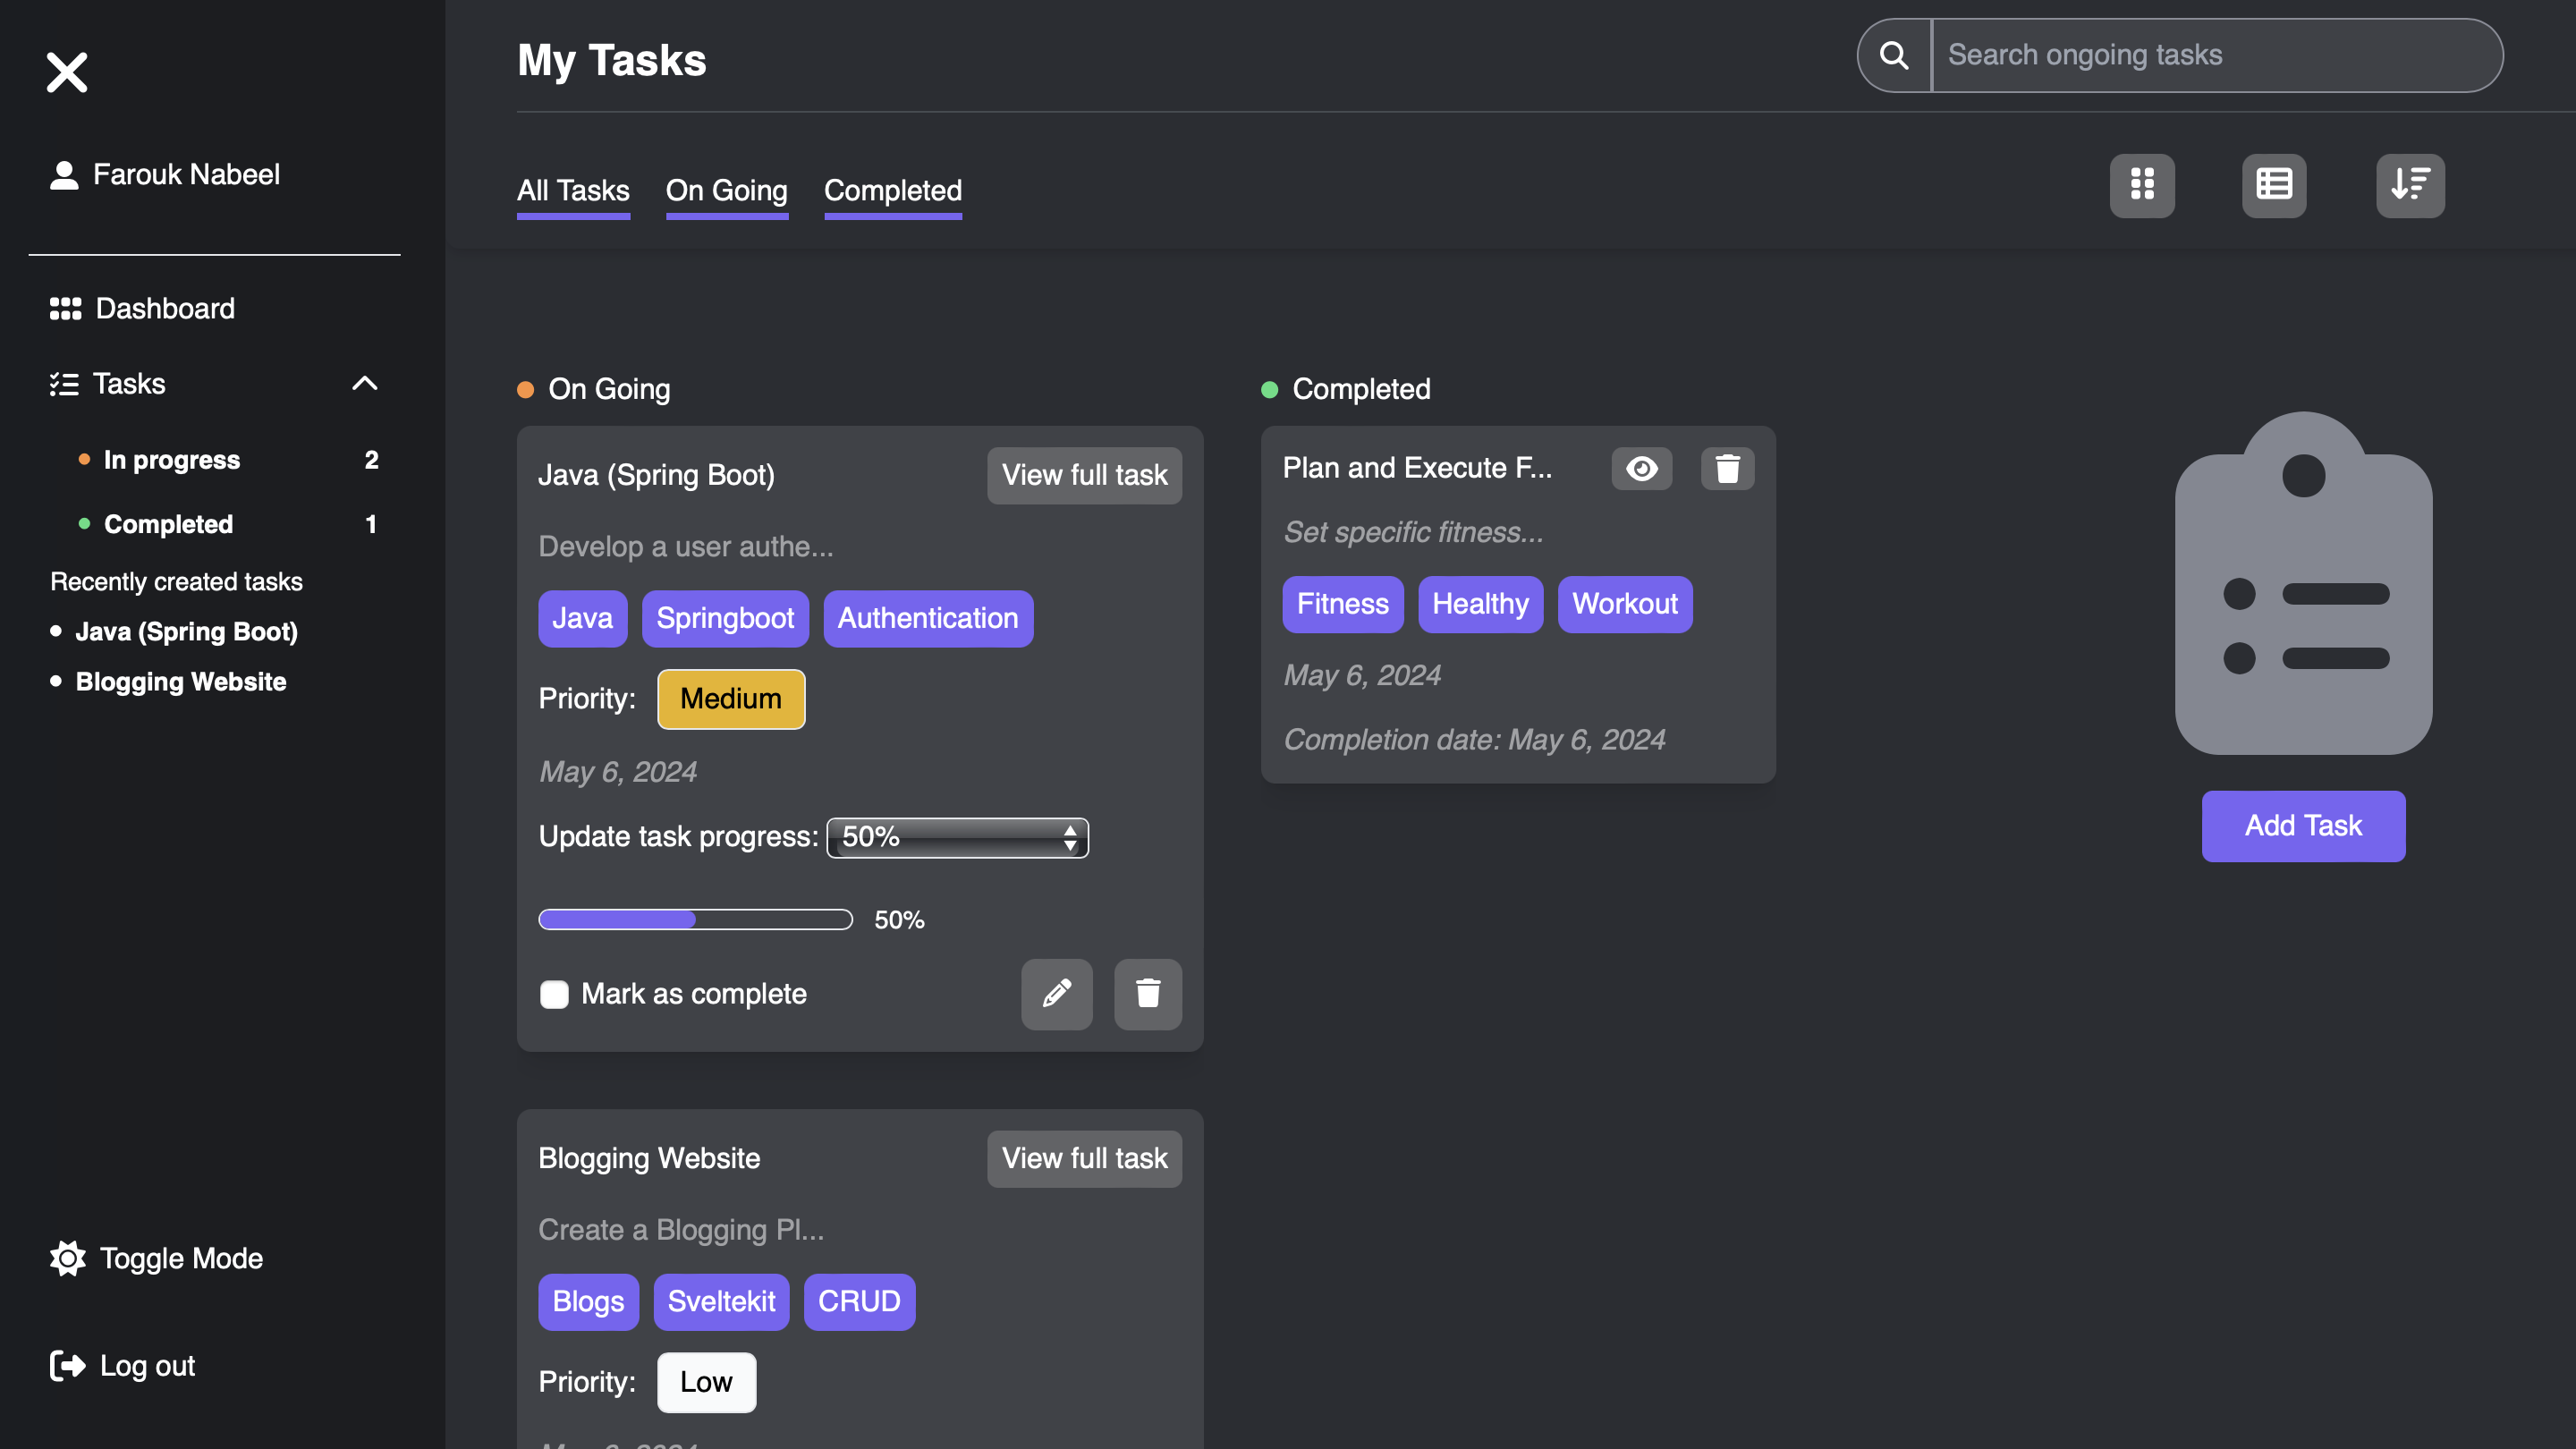 My Tasks
Search ongoing tasks
Farouk Nabeel
All Tasks On Going Completed
Dashboard
Tasks
In progress 2
Completed 1
Recently created tasks
Java (Spring Boot)
Blogging Website
Toggle Mode
Log out
On Going
Java (Spring Boot) View full task
Develop a user authe...
Java Springboot Authentication
Priority: Medium
May 6, 2024
Update task progress: 50%
50%
Mark as complete
Blogging Website View full task
Create a Blogging Pl...
Blogs Sveltekit CRUD
Priority: Low
Completed
Plan and Execute F...
Set specific fitness...
Fitness Healthy Workout
May 6, 2024
Completion date: May 6, 2024
Add Task